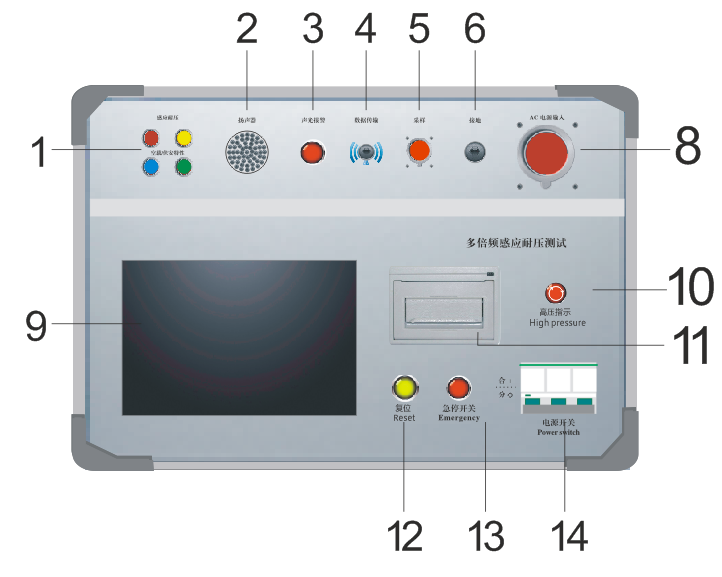 2 3 4 5 6
感应耐压 扬声器 声光报警 数据传输 采样 接地 AC 电源输入
1 8
空载/伏安特性
多倍频感应耐压测试
9 10
高压指示
High pressure
11
合
分
复位
Reset
急停开关
Emergency
电源开关
Power switch
12 13 14